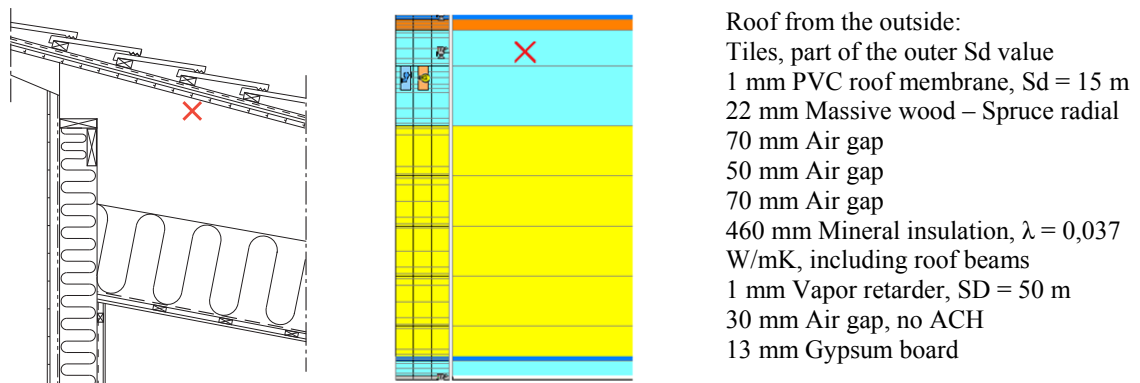 Roof from the outside:
Tiles, part of the outer Sd value
1 mm PVC roof membrane, Sd = 15 m
22 mm Massive wood – Spruce radial
70 mm Air gap
50 mm Air gap
70 mm Air gap
460 mm Mineral insulation, λ = 0,037
W/mK, including roof beams
1 mm Vapor retarder, SD = 50 m
30 mm Air gap, no ACH
13 mm Gypsum board